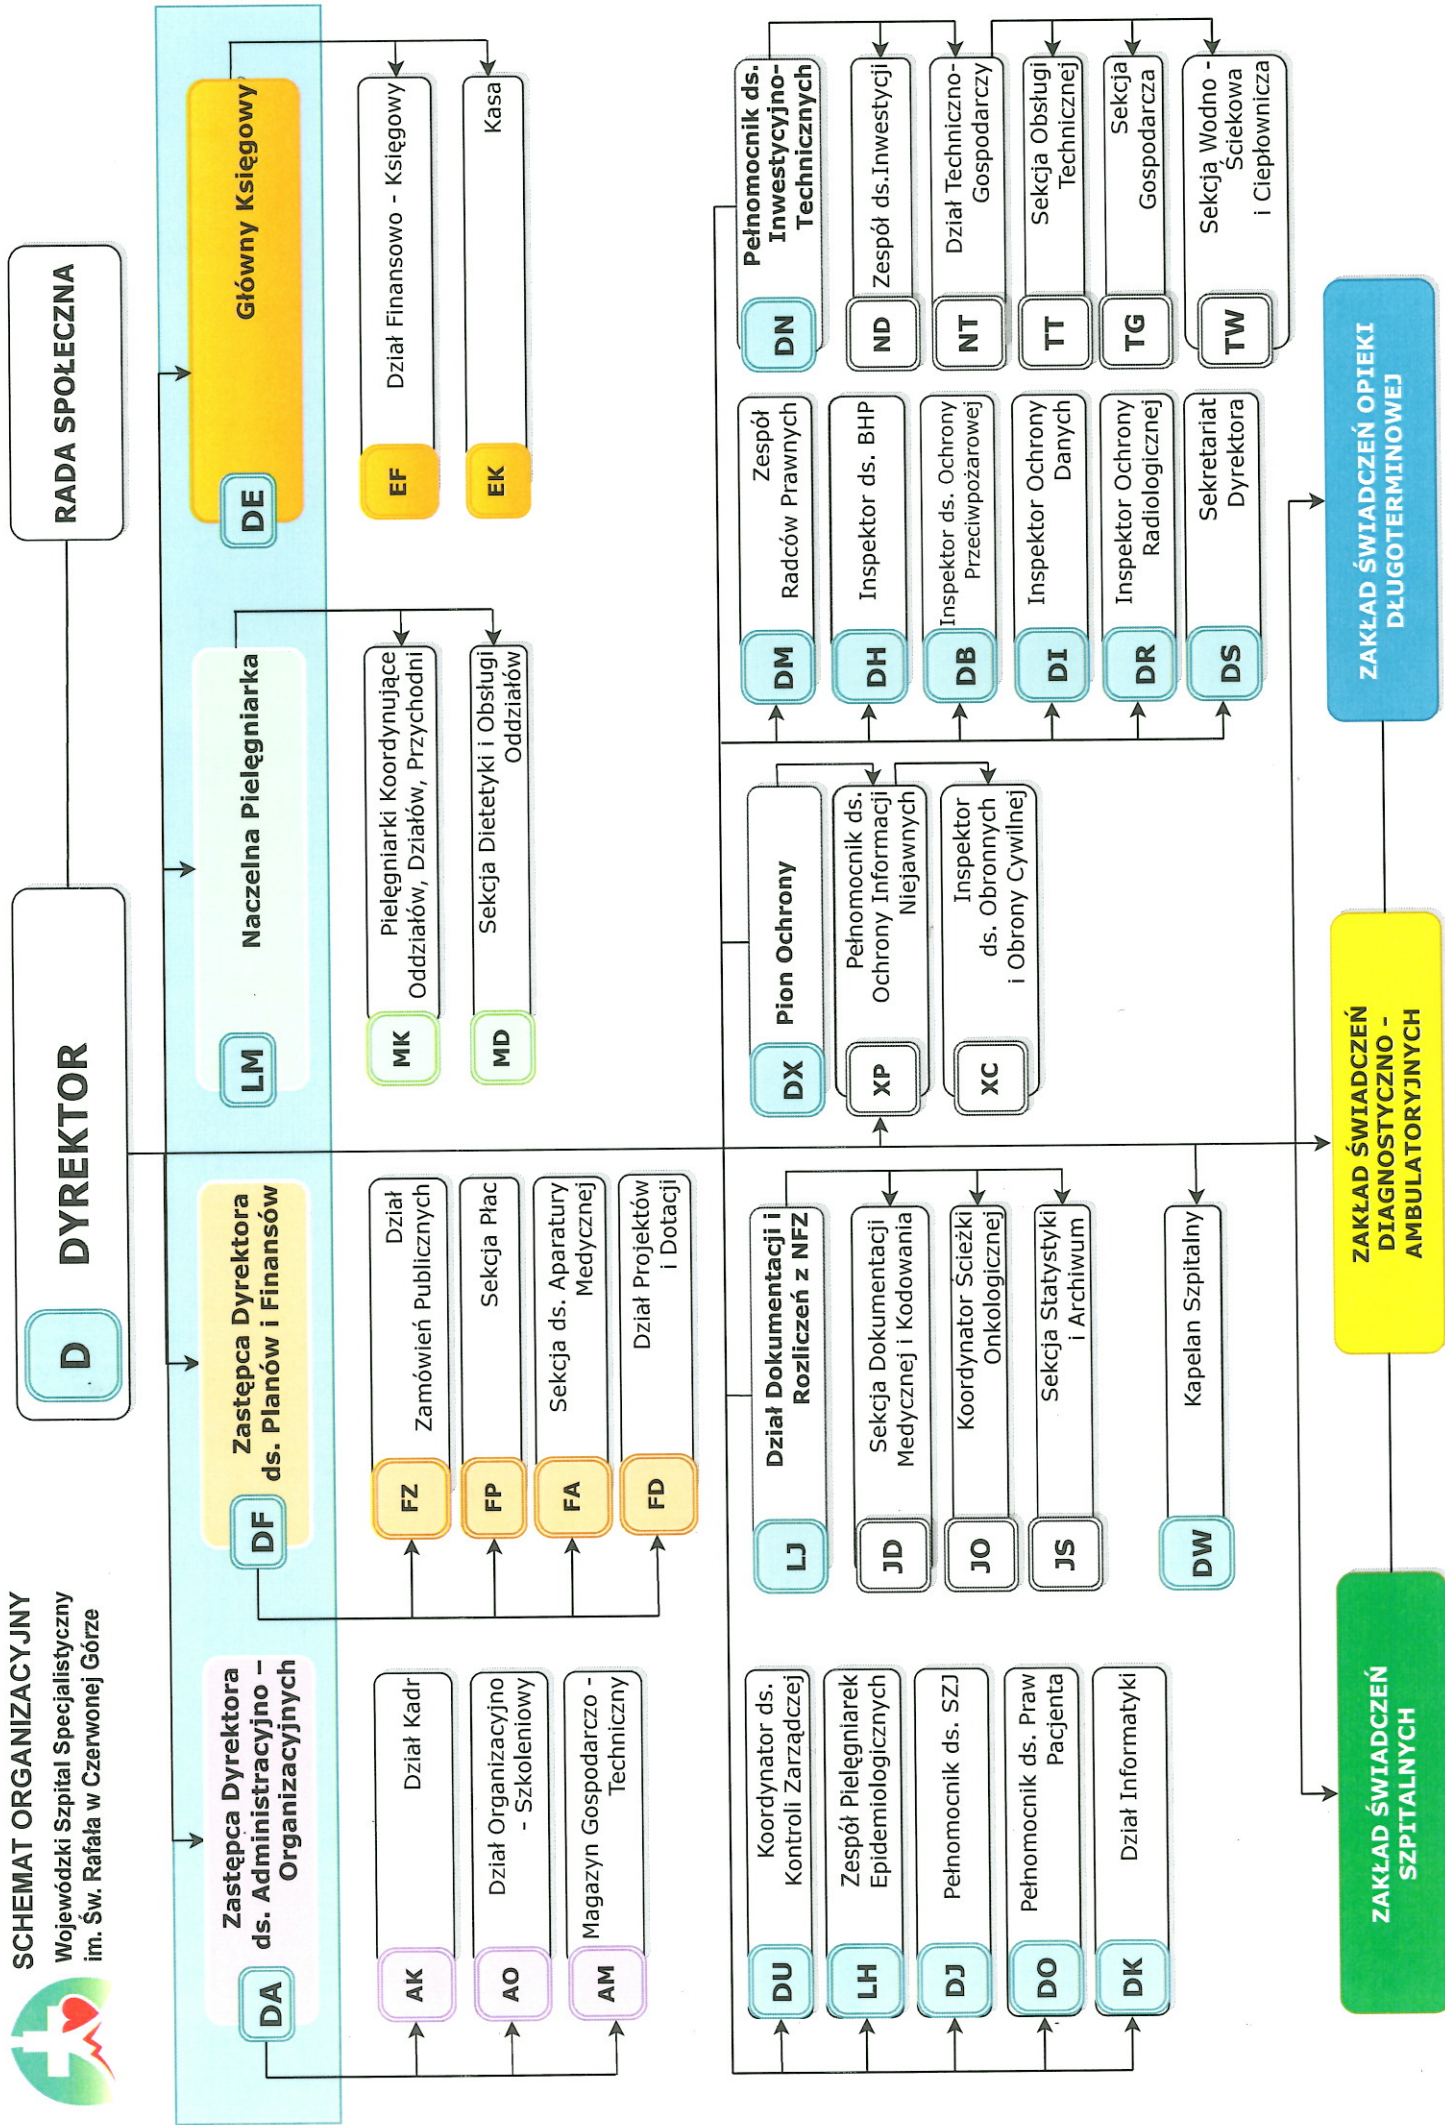 SCHEMAT ORGANIZACYJNY
Wojewódzki Szpital Specjalistyczny
im. Św. Rafała w Czerwonej Górze
D
DYREKTOR
RADA SPOŁECZNA
DA
Zastępca Dyrektora
ds. Administracyjno –
Organizacyjnych
DF
Zastępca Dyrektora
ds. Planów i Finansów
LM
Naczelna Pielęgniarka
DE
Główny Księgowy
AK
Dział Kadr
AO
Dział Organizacyjno
- Szkoleniowy
AM
Magazyn Gospodarczo -
Techniczny
FZ
Dział
Zamówień Publicznych
FP
Sekcja Płac
FA
Sekcja ds. Aparatury
Medycznej
FD
Dział Projektów
i Dotacji
MK
Pielęgniarki Koordynujące
Oddziałów, Działów, Przychodni
MD
Sekcja Dietetyki i Obsługi
Oddziałów
EF
Dział Finansowo - Księgowy
EK
Kasa
DU
Koordynator ds.
Kontroli Zarządczej
LH
Zespół Pielęgniarek
Epidemiologicznych
DJ
Pełnomocnik ds. SZJ
DO
Pełnomocnik ds. Praw
Pacjenta
DK
Dział Informatyki
LJ
Dział Dokumentacji i
Rozliczeń z NFZ
JD
Sekcja Dokumentacji
Medycznej i Kodowania
JO
Koordynator Ścieżki
Onkologicznej
JS
Sekcja Statystyki
i Archiwum
DW
Kapelan Szpitalny
DX
Pion Ochrony
XP
Pełnomocnik ds.
Ochrony Informacji
Niejawnych
XC
Inspektor
ds. Obronnych
i Obrony Cywilnej
DM
Zespół
Radców Prawnych
DH
Inspektor ds. BHP
DB
Inspektor ds. Ochrony
Przeciwpożarowej
DI
Inspektor Ochrony
Danych
DR
Inspektor Ochrony
Radiologicznej
DS
Sekretariat
Dyrektora
DN
Pełnomocnik ds.
Inwestycyjno-
Technicznych
ND
Zespół ds.Inwestycji
NT
Dział Techniczno-
Gospodarczy
TT
Sekcja Obsługi
Technicznej
TG
Sekcja
Gospodarcza
TW
Sekcja Wodno -
Ściekowa
i Ciepłownicza
ZAKŁAD ŚWIADCZEŃ
SZPITALNYCH
ZAKŁAD ŚWIADCZEŃ
DIAGNOSTYCZNO -
AMBULATORYJNYCH
ZAKŁAD ŚWIADCZEŃ OPIEKI
DŁUGOTERMINOWEJ